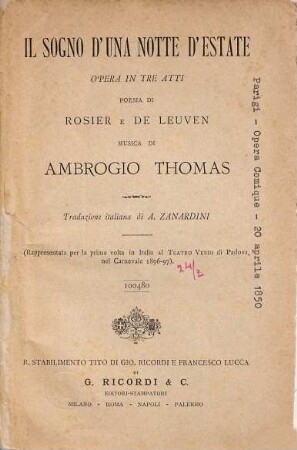 IL SOGNO D'UNA NOTTE D'ESTATE
OPERA IN TRE ATTI
POESIA DI
ROSIER E DE LEUVEN
MUSICA DI
AMBROGIO THOMAS
Traduzione italiana di A. ZANARDINI
(Rappresentata per la prima volta in Italia al TEATRO VERDI di Padova,
nel Carnovale 1896-97).
24/2
100480
R. STABILIMENTO TITO DI GIO. RICORDI E FRANCESCO LUCCA
DI
G. RICORDI & C.
EDITORI-STAMPATORI
MILANO - ROMA - NAPOLI - PALERMO
Parigi - Opera Comique - 20 aprile 1850